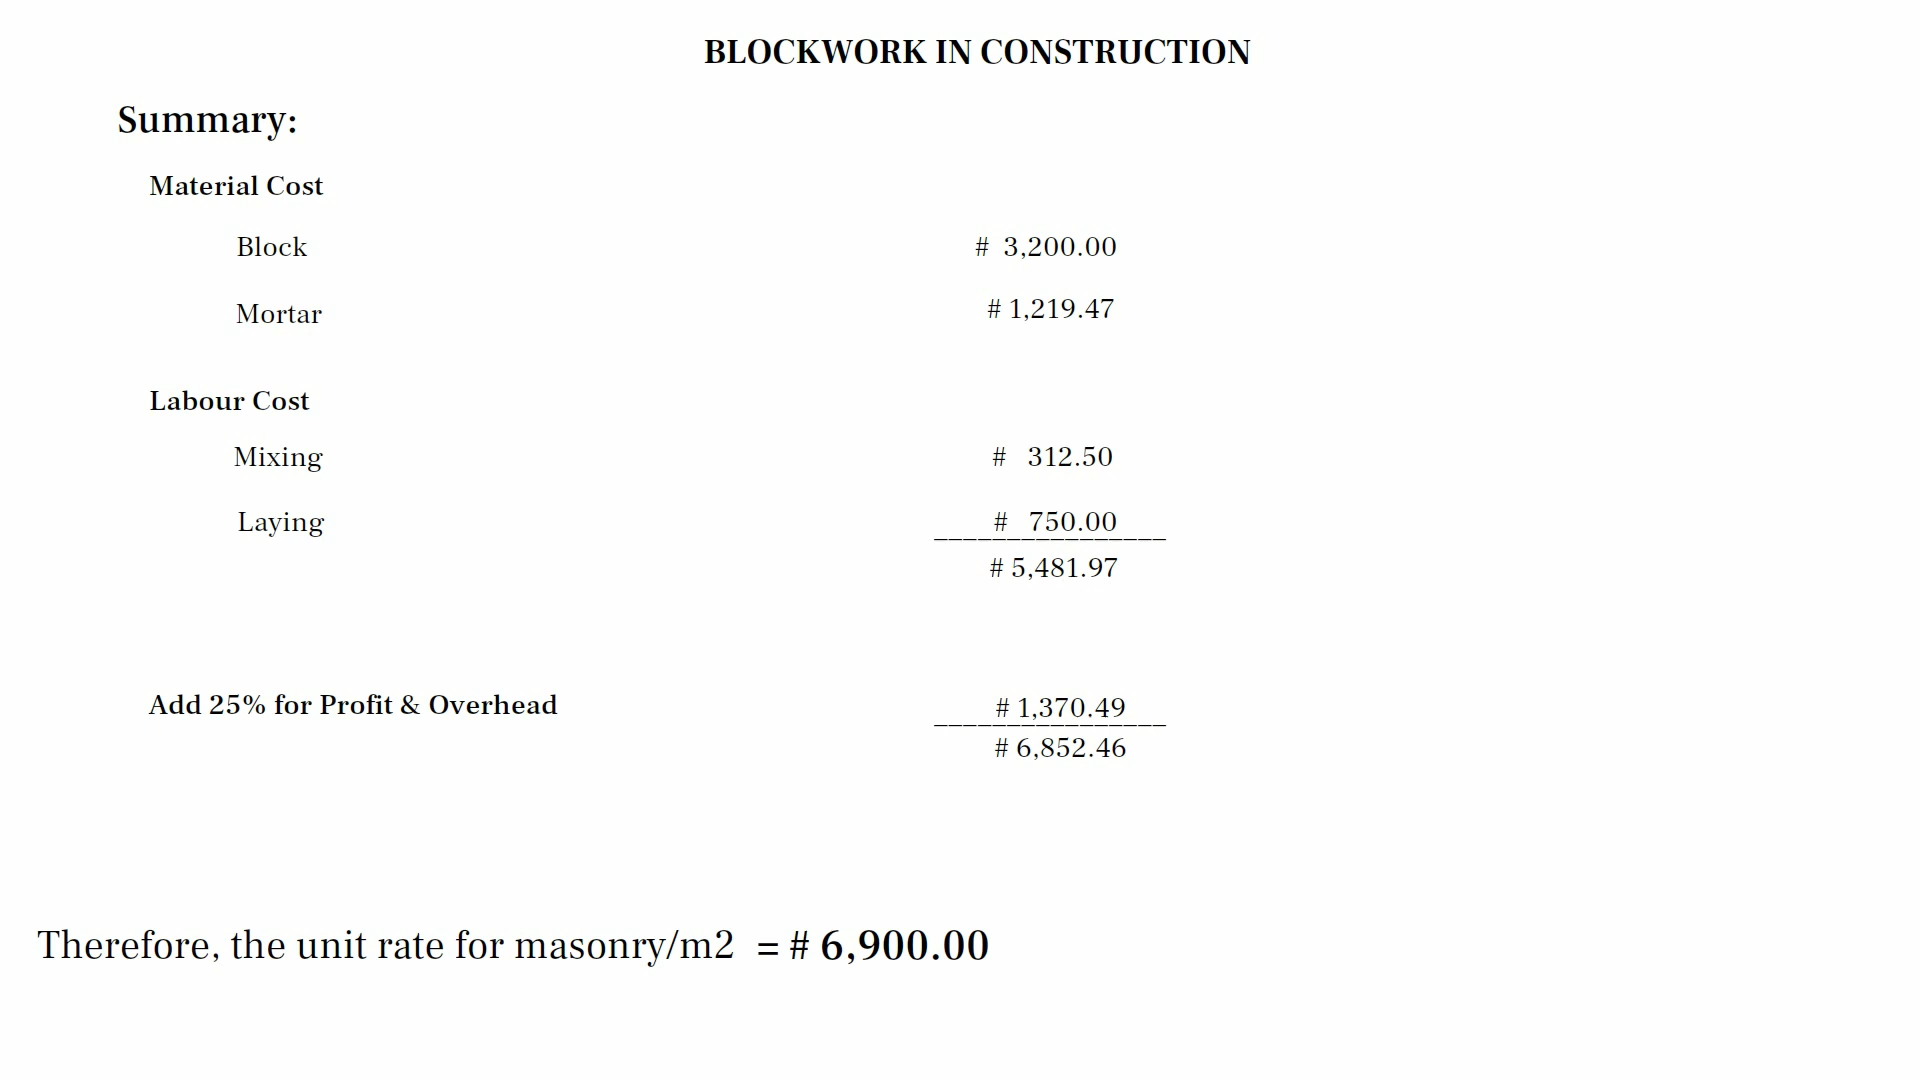 BLOCKWORK IN CONSTRUCTION
Summary:
Material Cost
Block # 3,200.00
Mortar # 1,219.47
Labour Cost
Mixing # 312.50
Laying # 750.00
# 5,481.97
Add 25% for Profit & Overhead # 1,370.49
# 6,852.46
Therefore, the unit rate for masonry/m2 = # 6,900.00